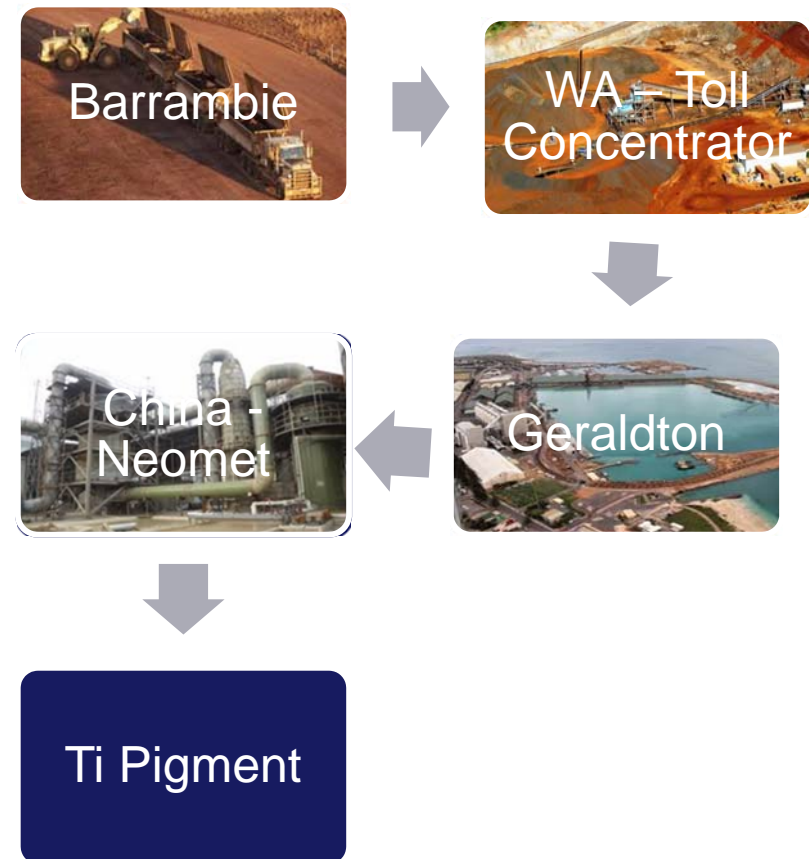 Barrambie
WA – Toll
Concentrator
Geraldton
China -
Neomet
Ti Pigment